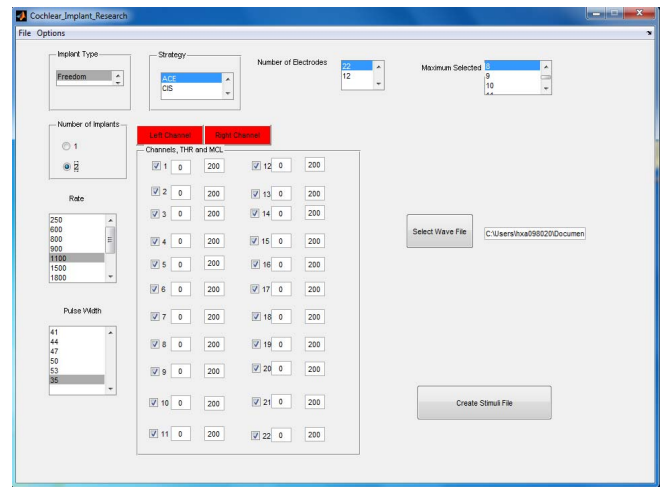 Cochlear_Implant_Research
File Options
Implant Type
Freedom
Strategy
ACE
CIS
Number of Electrodes
22
12
Maximum Selected
8
9
10
Number of Implants
1
2
Left Channel Right Channel
Channels, THR and MCL
1 0 200 12 0 200
2 0 200 13 0 200
3 0 200 14 0 200
4 0 200 15 0 200
5 0 200 16 0 200
6 0 200 17 0 200
7 0 200 18 0 200
8 0 200 19 0 200
9 0 200 20 0 200
10 0 200 21 0 200
11 0 200 22 0 200
Rate
250
600
800
900
1100
1500
1800
Pulse Width
41
44
47
50
53
35
Select Wave File C:\Users\hxa098020\Documen
Create Stimuli File